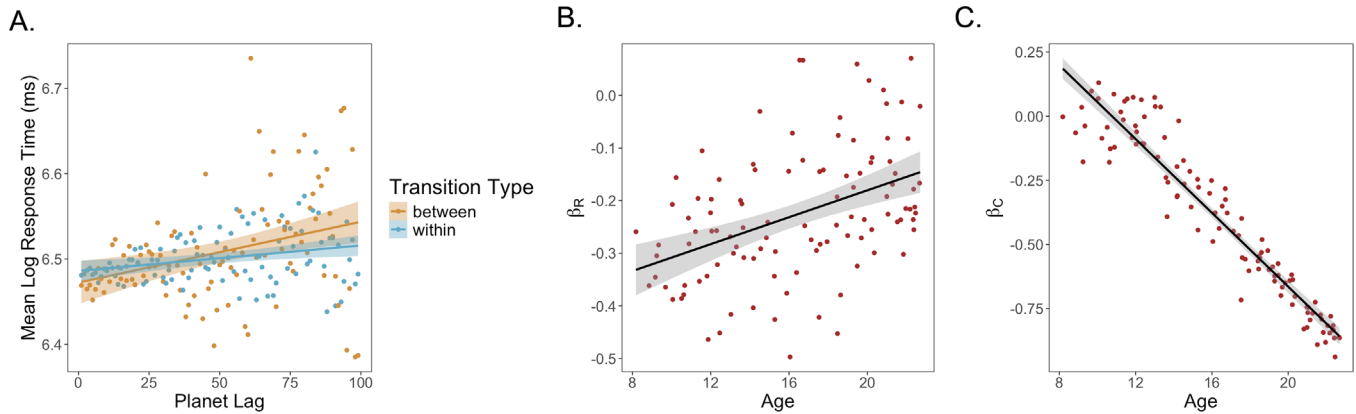 A.
Mean Log Response Time (ms)
6.7
6.6
6.5
6.4
0 25 50 75 100
Planet Lag
Transition Type
between
within
B.
βR
0.0
-0.1
-0.2
-0.3
-0.4
-0.5
8 12 16 20
Age
C.
βC
0.25
0.00
-0.25
-0.50
-0.75
8 12 16 20
Age